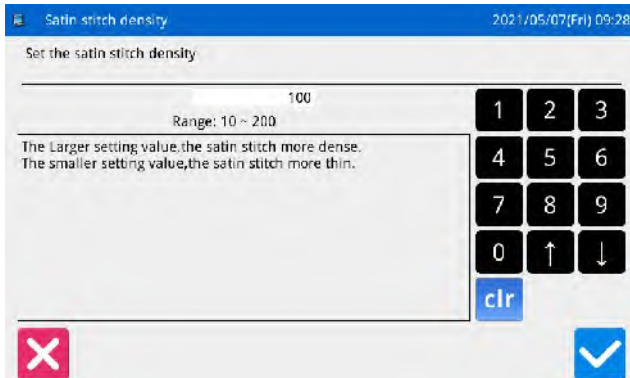 Satin stitch density 2021/05/07(Fri) 09:28
Set the satin stitch density
100
Range: 10 ~ 200
The Larger setting value,the satin stitch more dense.
The smaller setting value,the satin stitch more thin.
1 2 3
4 5 6
7 8 9
0 ↑ ↓
clr